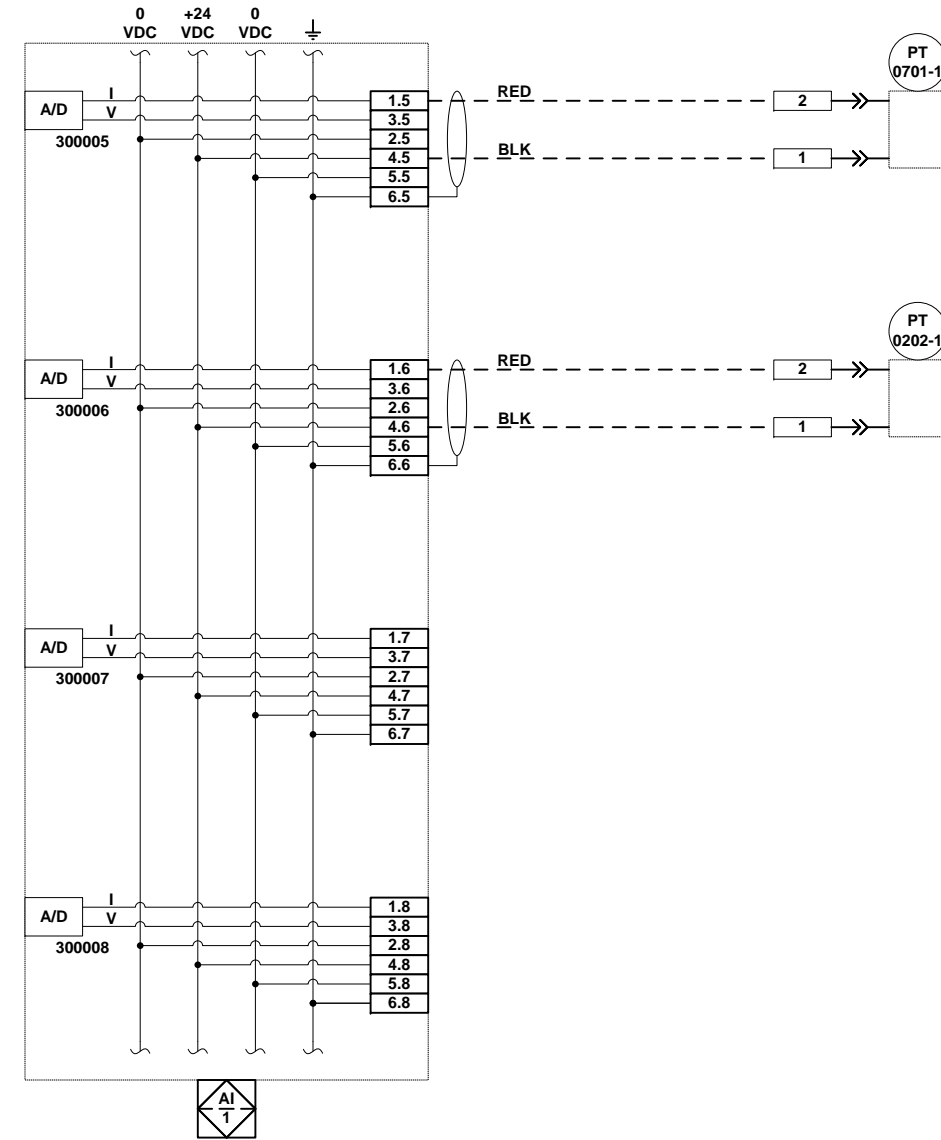 0 +24 0
VDC VDC VDC
PT
0701-1
I
A/D
V
300005
1.5 RED 2
3.5
2.5
4.5 BLK 1
5.5
6.5
PT
0202-1
I
A/D
V
300006
1.6 RED 2
3.6
2.6
4.6 BLK 1
5.6
6.6
I
A/D
V
300007
1.7
3.7
2.7
4.7
5.7
6.7
I
A/D
V
300008
1.8
3.8
2.8
4.8
5.8
6.8
AI
1